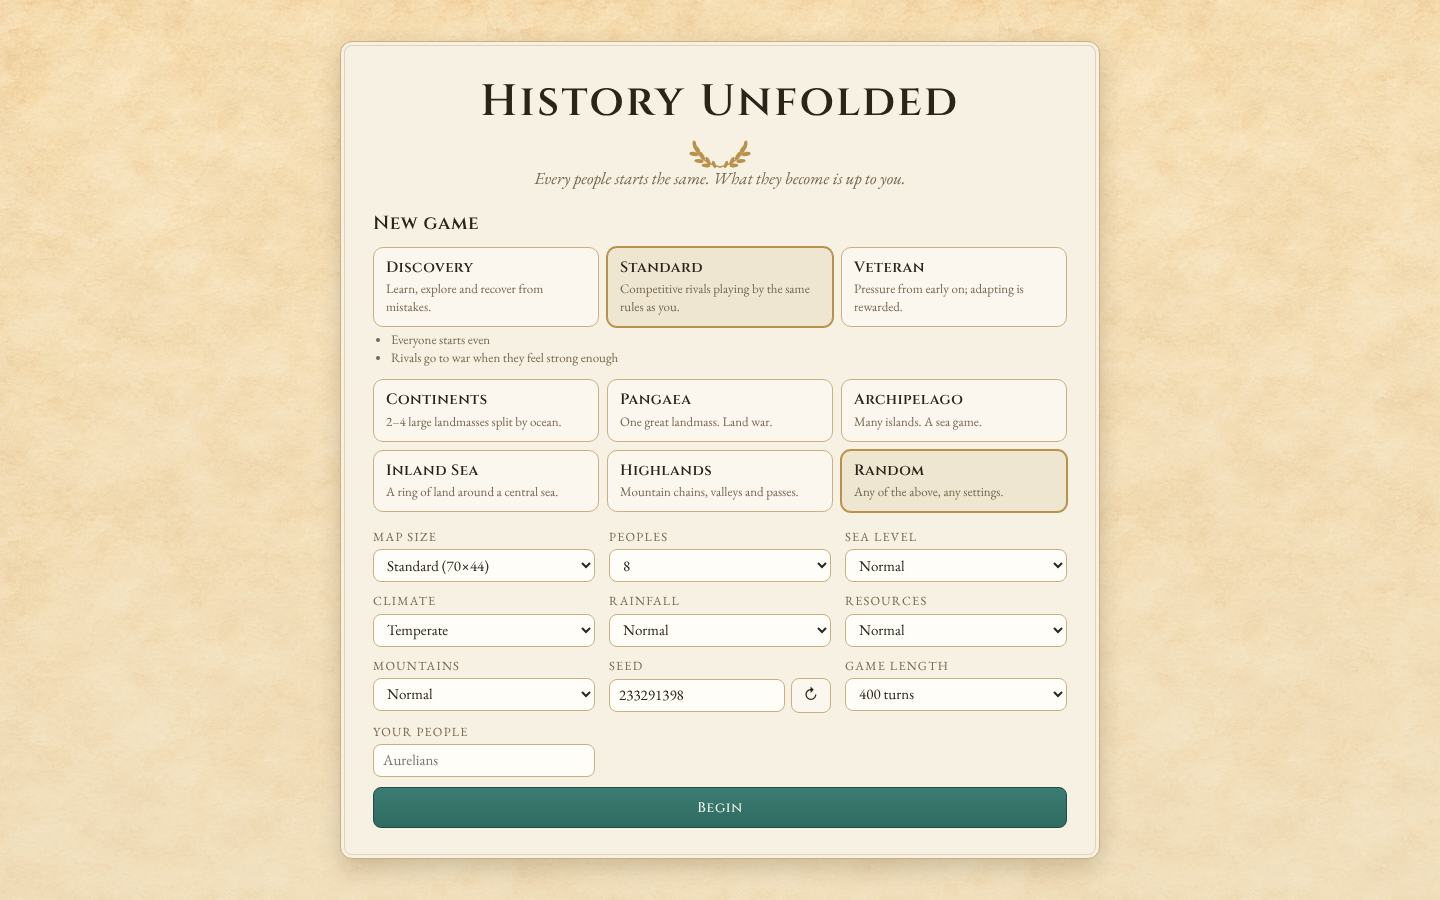 History Unfolded
Every people starts the same. What they become is up to you.
New game
Discovery
Learn, explore and recover from
mistakes.
Standard
Competitive rivals playing by the same
rules as you.
Veteran
Pressure from early on; adapting is
rewarded.
• Everyone starts even
• Rivals go to war when they feel strong enough
Continents
2–4 large landmasses split by ocean.
Pangaea
One great landmass. Land war.
Archipelago
Many islands. A sea game.
Inland Sea
A ring of land around a central sea.
Highlands
Mountain chains, valleys and passes.
Random
Any of the above, any settings.
MAP SIZE
Standard (70×44)
PEOPLES
8
SEA LEVEL
Normal
CLIMATE
Temperate
RAINFALL
Normal
RESOURCES
Normal
MOUNTAINS
Normal
SEED
233291398
GAME LENGTH
400 turns
YOUR PEOPLE
Aurelians
Begin